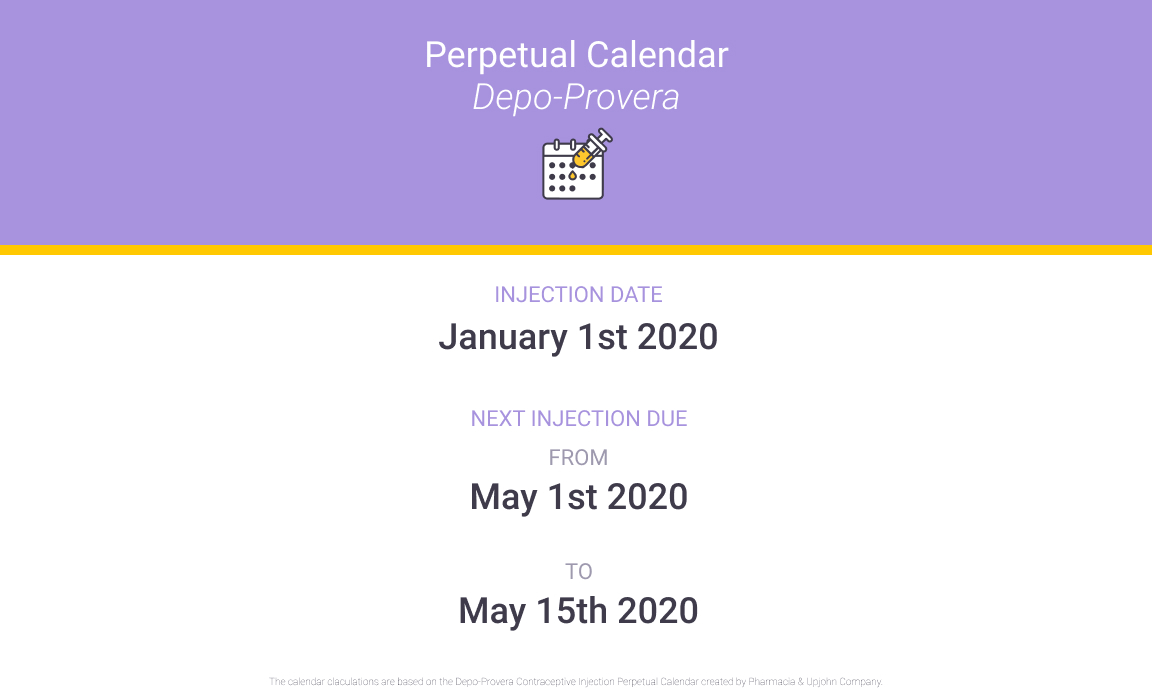 Perpetual Calendar
Depo-Provera
INJECTION DATE
January 1st 2020
NEXT INJECTION DUE
FROM
May 1st 2020
TO
May 15th 2020
The calendar claculations are based on the Depo-Provera Contraceptive Injection Perpetual Calendar created by Pharmacia & Upjohn Company.